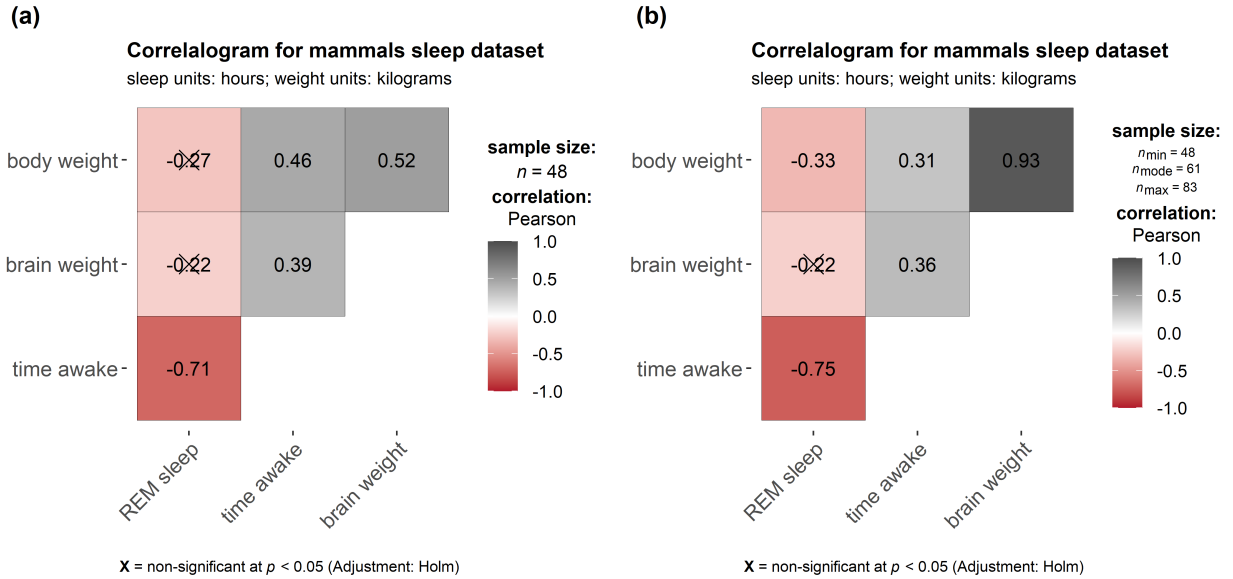 (a)
Correlalogram for mammals sleep dataset
sleep units: hours; weight units: kilograms
body weight
-0.27
0.46
0.52
brain weight
-0.22
0.39
time awake
-0.71
REM sleep
time awake
brain weight
sample size:
n = 48
correlation:
Pearson
1.0
0.5
0.0
-0.5
-1.0
X = non-significant at p < 0.05 (Adjustment: Holm)
(b)
Correlalogram for mammals sleep dataset
sleep units: hours; weight units: kilograms
body weight
-0.33
0.31
0.93
brain weight
-0.22
0.36
time awake
-0.75
REM sleep
time awake
brain weight
sample size:
nmin = 48
nmode = 61
nmax = 83
correlation:
Pearson
1.0
0.5
0.0
-0.5
-1.0
X = non-significant at p < 0.05 (Adjustment: Holm)